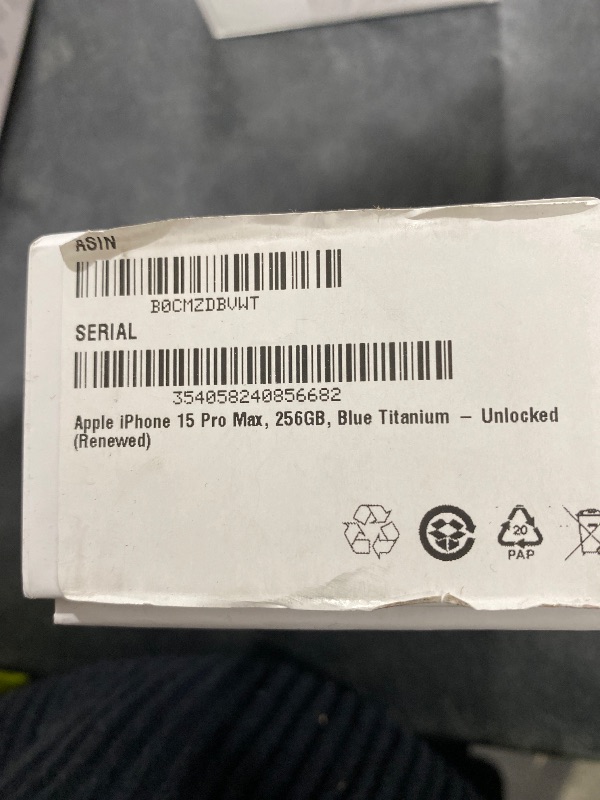 ASIN
B0CMZDBVWT
SERIAL
354058240856682
Apple iPhone 15 Pro Max, 256GB, Blue Titanium – Unlocked
(Renewed)
20
PAP